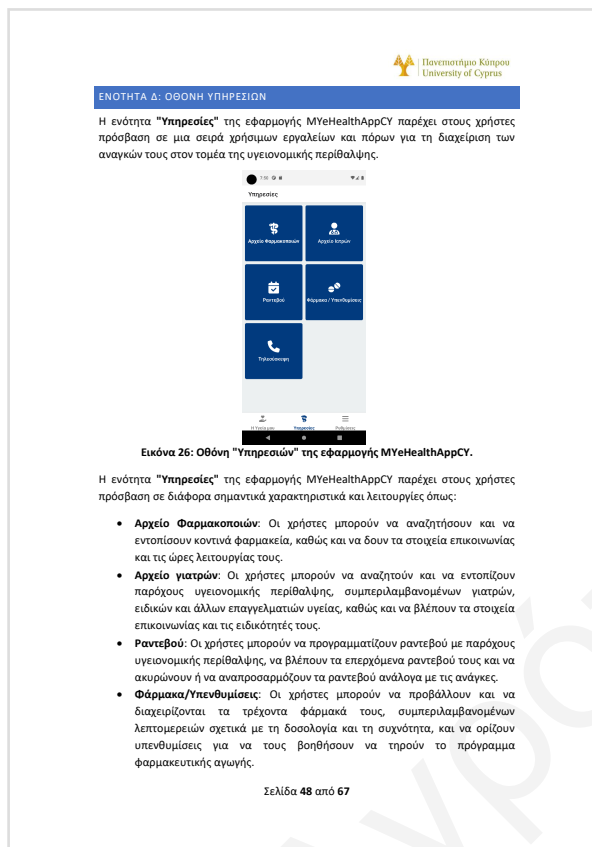 Πανεπιστήμιο Κύπρου
University of Cyprus
ΕΝΟΤΗΤΑ Δ: ΟΘΟΝΗ ΥΠΗΡΕΣΙΩΝ
Η ενότητα "Υπηρεσίες" της εφαρμογής MYeHealthAppCY παρέχει στους χρήστες
πρόσβαση σε μια σειρά χρήσιμων εργαλείων και πόρων για τη διαχείριση των
αναγκών τους στον τομέα της υγειονομικής περίθαλψης.
Υπηρεσίες
Αρχείο Φαρμακοποιών
Αρχείο Ιατρών
Ραντεβού
Φάρμακα / Υπενθυμίσεις
Τηλεσύσκεψη
Η Υγεία μου
Υπηρεσίες
Ρυθμίσεις
Εικόνα 26: Οθόνη "Υπηρεσιών" της εφαρμογής MYeHealthAppCY.
Η ενότητα "Υπηρεσίες" της εφαρμογής MYeHealthAppCY παρέχει στους χρήστες
πρόσβαση σε διάφορα σημαντικά χαρακτηριστικά και λειτουργίες όπως:
• Αρχείο Φαρμακοποιών: Οι χρήστες μπορούν να αναζητήσουν και να
εντοπίσουν κοντινά φαρμακεία, καθώς και να δουν τα στοιχεία επικοινωνίας
και τις ώρες λειτουργίας τους.
• Αρχείο γιατρών: Οι χρήστες μπορούν να αναζητούν και να εντοπίζουν
παρόχους υγειονομικής περίθαλψης, συμπεριλαμβανομένων γιατρών,
ειδικών και άλλων επαγγελματιών υγείας, καθώς και να βλέπουν τα στοιχεία
επικοινωνίας και τις ειδικότητές τους.
• Ραντεβού: Οι χρήστες μπορούν να προγραμματίζουν ραντεβού με παρόχους
υγειονομικής περίθαλψης, να βλέπουν τα επερχόμενα ραντεβού τους και να
ακυρώνουν ή να αναπροσαρμόζουν τα ραντεβού ανάλογα με τις ανάγκες.
• Φάρμακα/Υπενθυμίσεις: Οι χρήστες μπορούν να προβάλλουν και να
διαχειρίζονται τα τρέχοντα φάρμακά τους, συμπεριλαμβανομένων
λεπτομερειών σχετικά με τη δοσολογία και τη συχνότητα, και να ορίζουν
υπενθυμίσεις για να τους βοηθήσουν να τηρούν το πρόγραμμα
φαρμακευτικής αγωγής.
Σελίδα 48 από 67